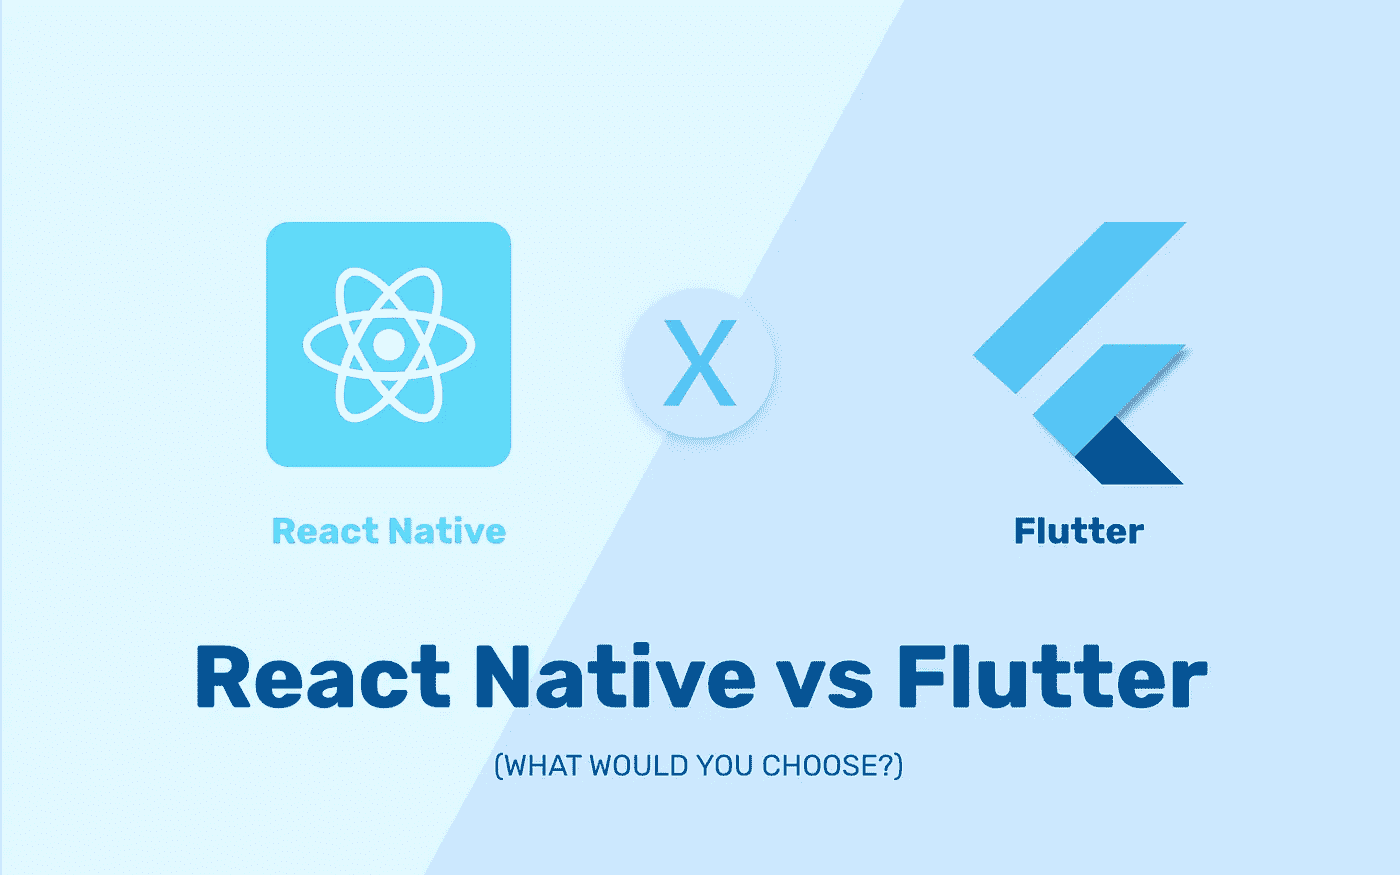 X
React Native
Flutter
React Native vs Flutter
(WHAT WOULD YOU CHOOSE?)